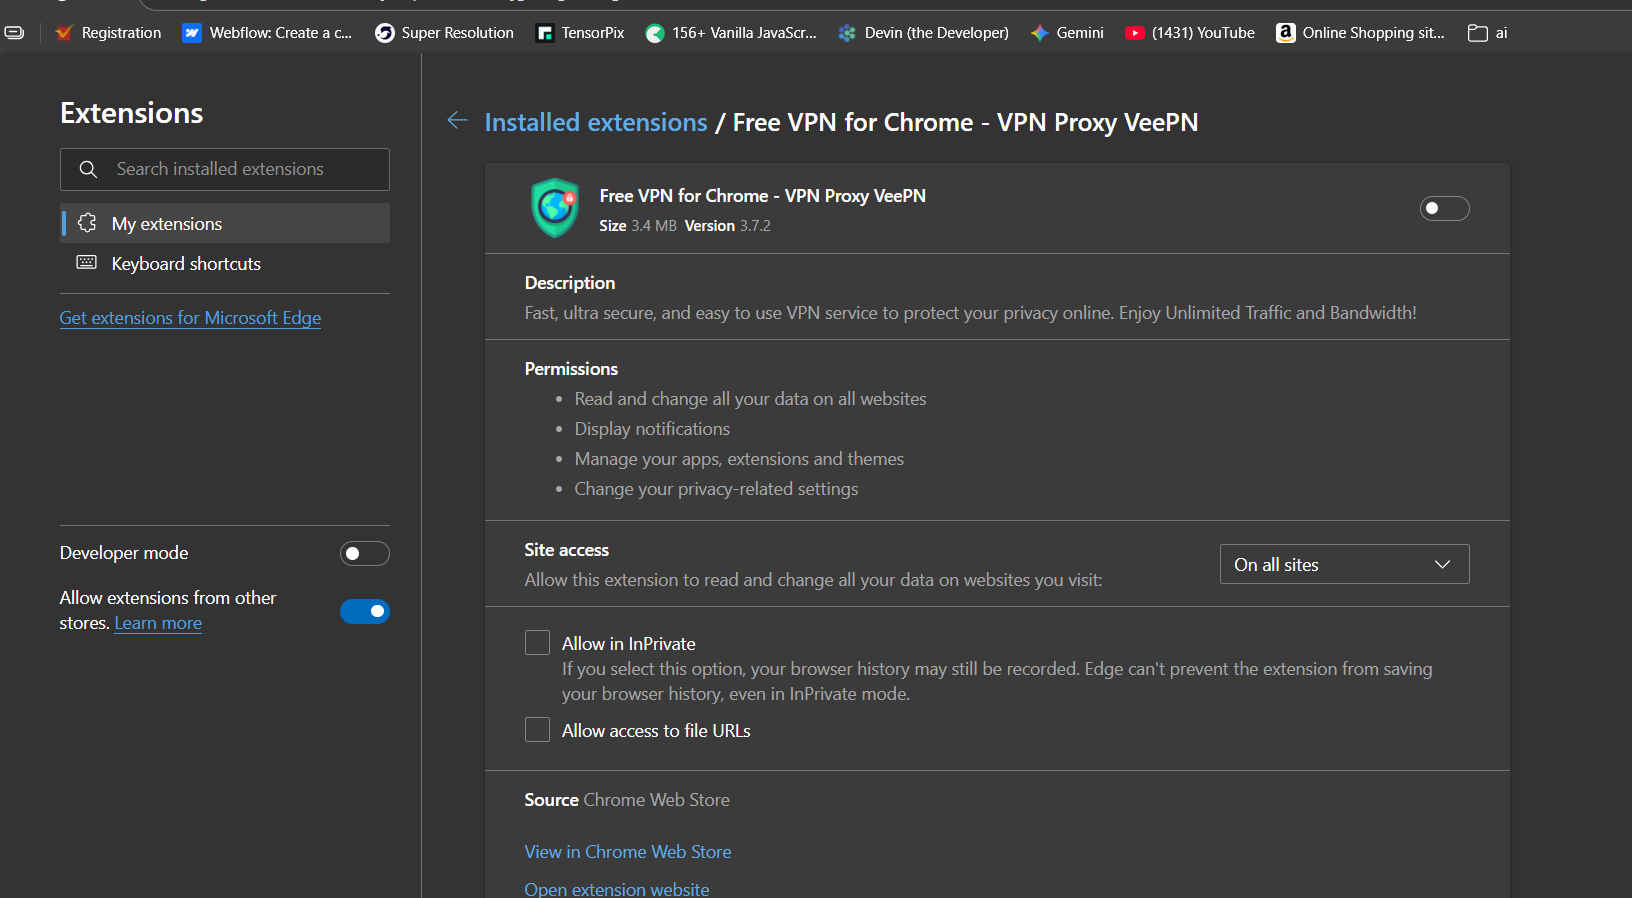 Registration
Webflow: Create a c...
Super Resolution
TensorPix
156+ Vanilla JavaScr...
Devin (the Developer)
Gemini
(1431) YouTube
Online Shopping sit...
ai
Extensions
Search installed extensions
My extensions
Keyboard shortcuts
Get extensions for Microsoft Edge
Developer mode
Allow extensions from other
stores. Learn more
Installed extensions / Free VPN for Chrome - VPN Proxy VeePN
Free VPN for Chrome - VPN Proxy VeePN
Size 3.4 MB Version 3.7.2
Description
Fast, ultra secure, and easy to use VPN service to protect your privacy online. Enjoy Unlimited Traffic and Bandwidth!
Permissions
• Read and change all your data on all websites
• Display notifications
• Manage your apps, extensions and themes
• Change your privacy-related settings
Site access
Allow this extension to read and change all your data on websites you visit:
On all sites
Allow in InPrivate
If you select this option, your browser history may still be recorded. Edge can't prevent the extension from saving
your browser history, even in InPrivate mode.
Allow access to file URLs
Source Chrome Web Store
View in Chrome Web Store
Open extension website